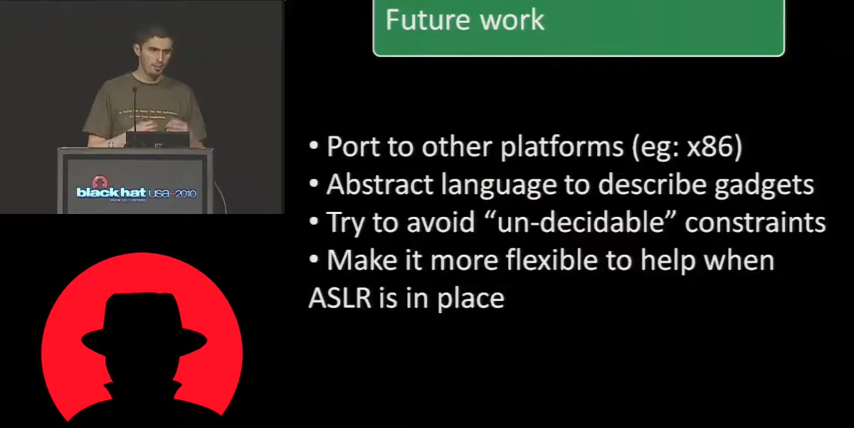 Future work
• Port to other platforms (eg: x86)
• Abstract language to describe gadgets
• Try to avoid “un-decidable” constraints
• Make it more flexible to help when
ASLR is in place
black hat USA - 2010